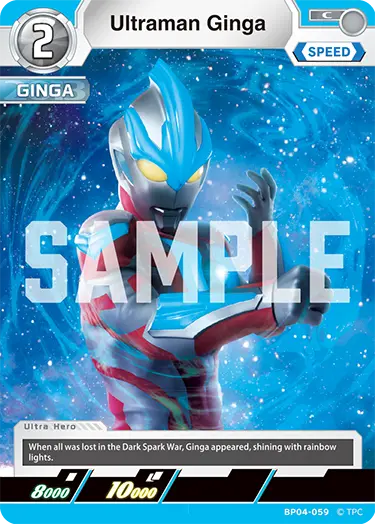 2
Ultraman Ginga
C
SPEED
GINGA
SAMPLE
Ultra Hero
When all was lost in the Dark Spark War, Ginga appeared, shining with rainbow
lights.
8000
10000
BP04-059 © TPC